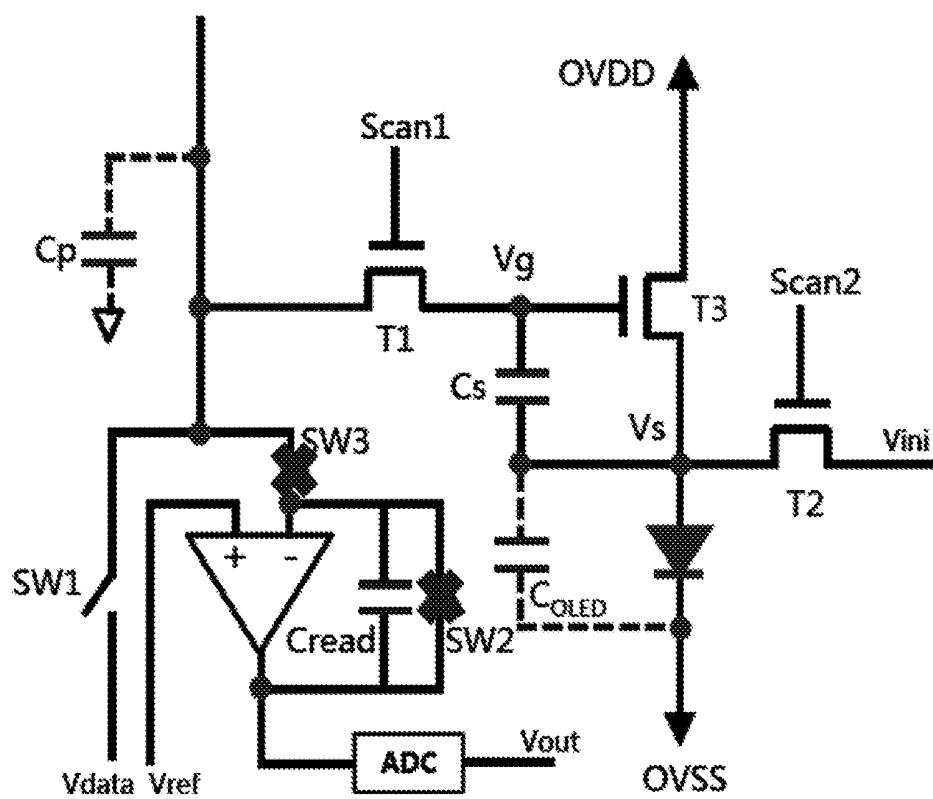 OVDD
Scan1
Cp
Vg
Scan2
T3
T1
Cs
Vs
SW3
Vini
T2
+
-
SW1
COLED
Cread
SW2
ADC
Vout
Vdata
Vref
OVSS